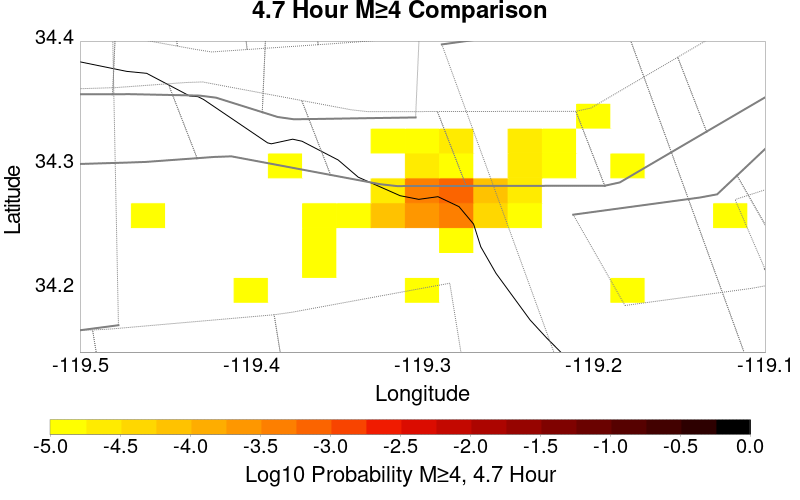 4.7 Hour M≥4 Comparison
34.4
34.3
34.2
Latitude
-119.5 -119.4 -119.3 -119.2 -119.1
Longitude
-5.0 -4.5 -4.0 -3.5 -3.0 -2.5 -2.0 -1.5 -1.0 -0.5 0.0
Log10 Probability M≥4, 4.7 Hour